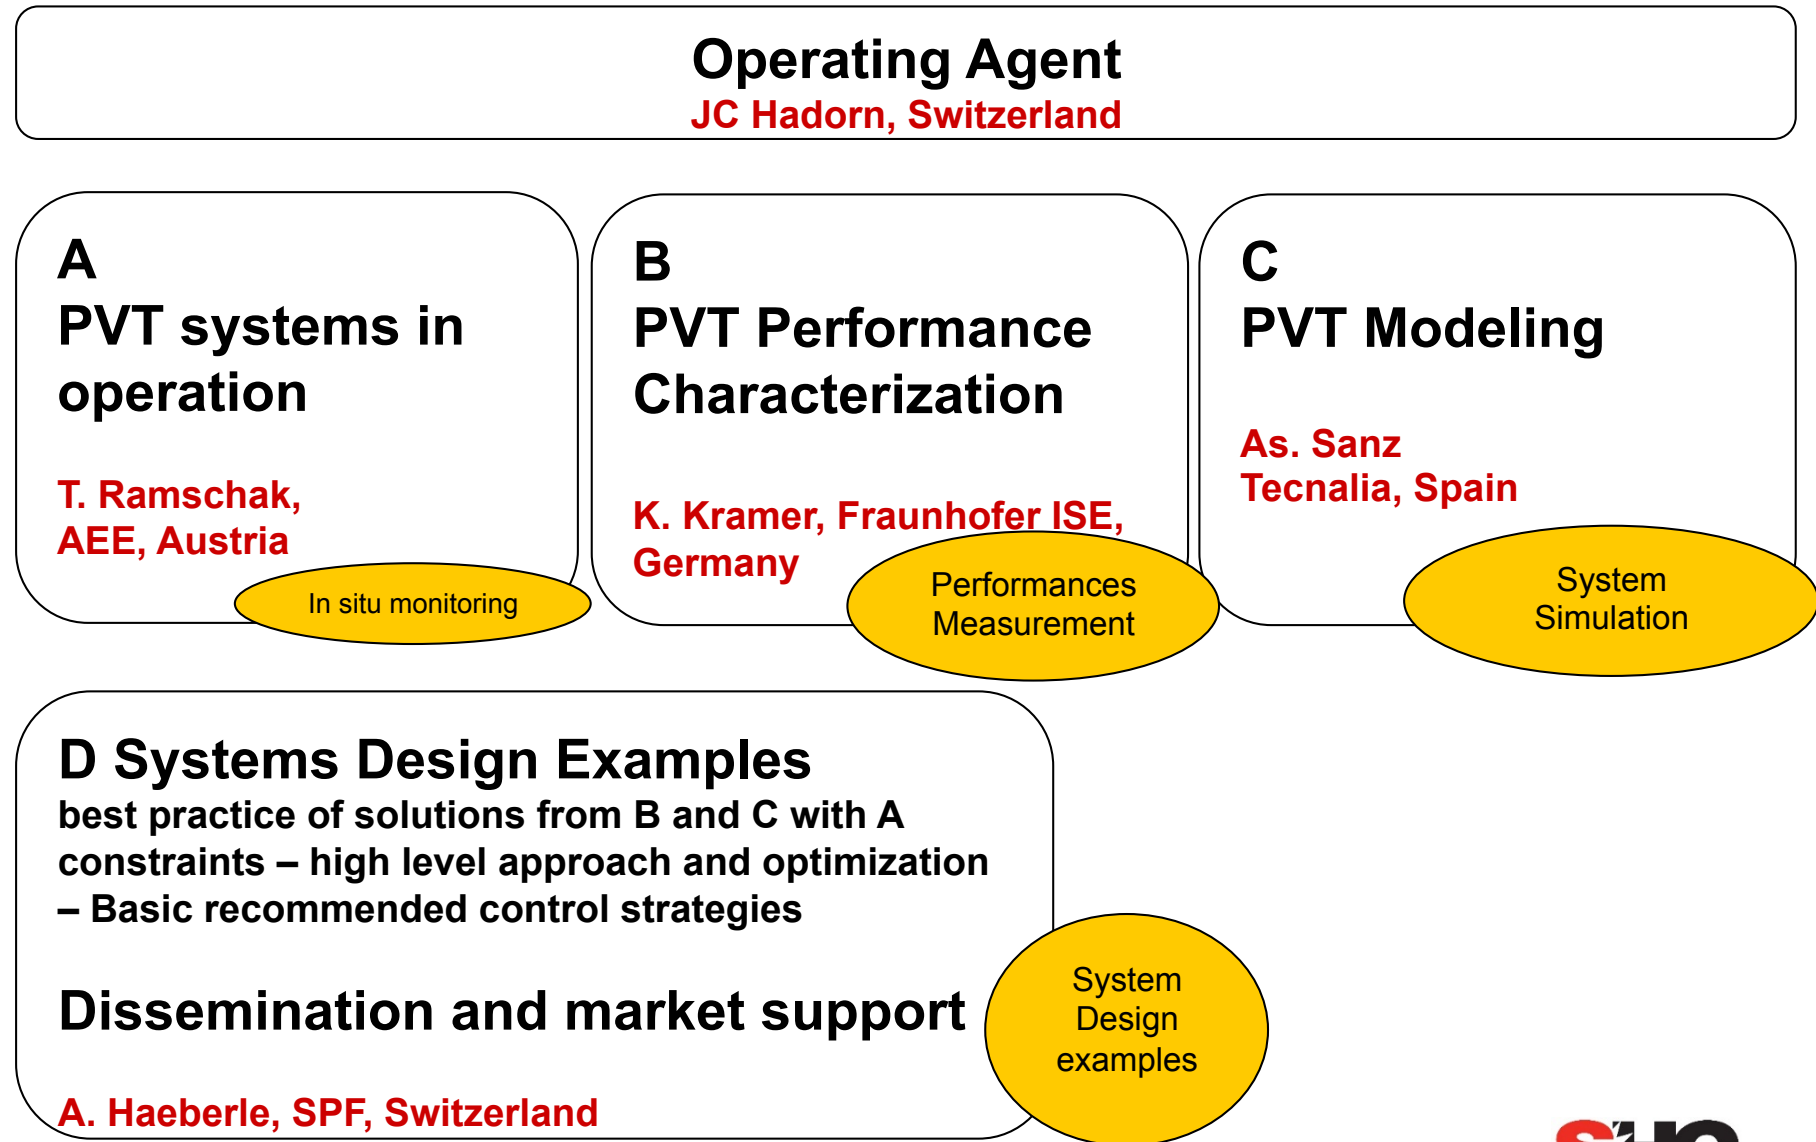 Operating Agent
JC Hadorn, Switzerland
A
PVT systems in
operation
T. Ramschak,
AEE, Austria
In situ monitoring
B
PVT Performance
Characterization
K. Kramer, Fraunhofer ISE,
Germany
Performances
Measurement
C
PVT Modeling
As. Sanz
Tecnalia, Spain
System
Simulation
D Systems Design Examples
best practice of solutions from B and C with A
constraints – high level approach and optimization
– Basic recommended control strategies
Dissemination and market support
A. Haeberle, SPF, Switzerland
System
Design
examples